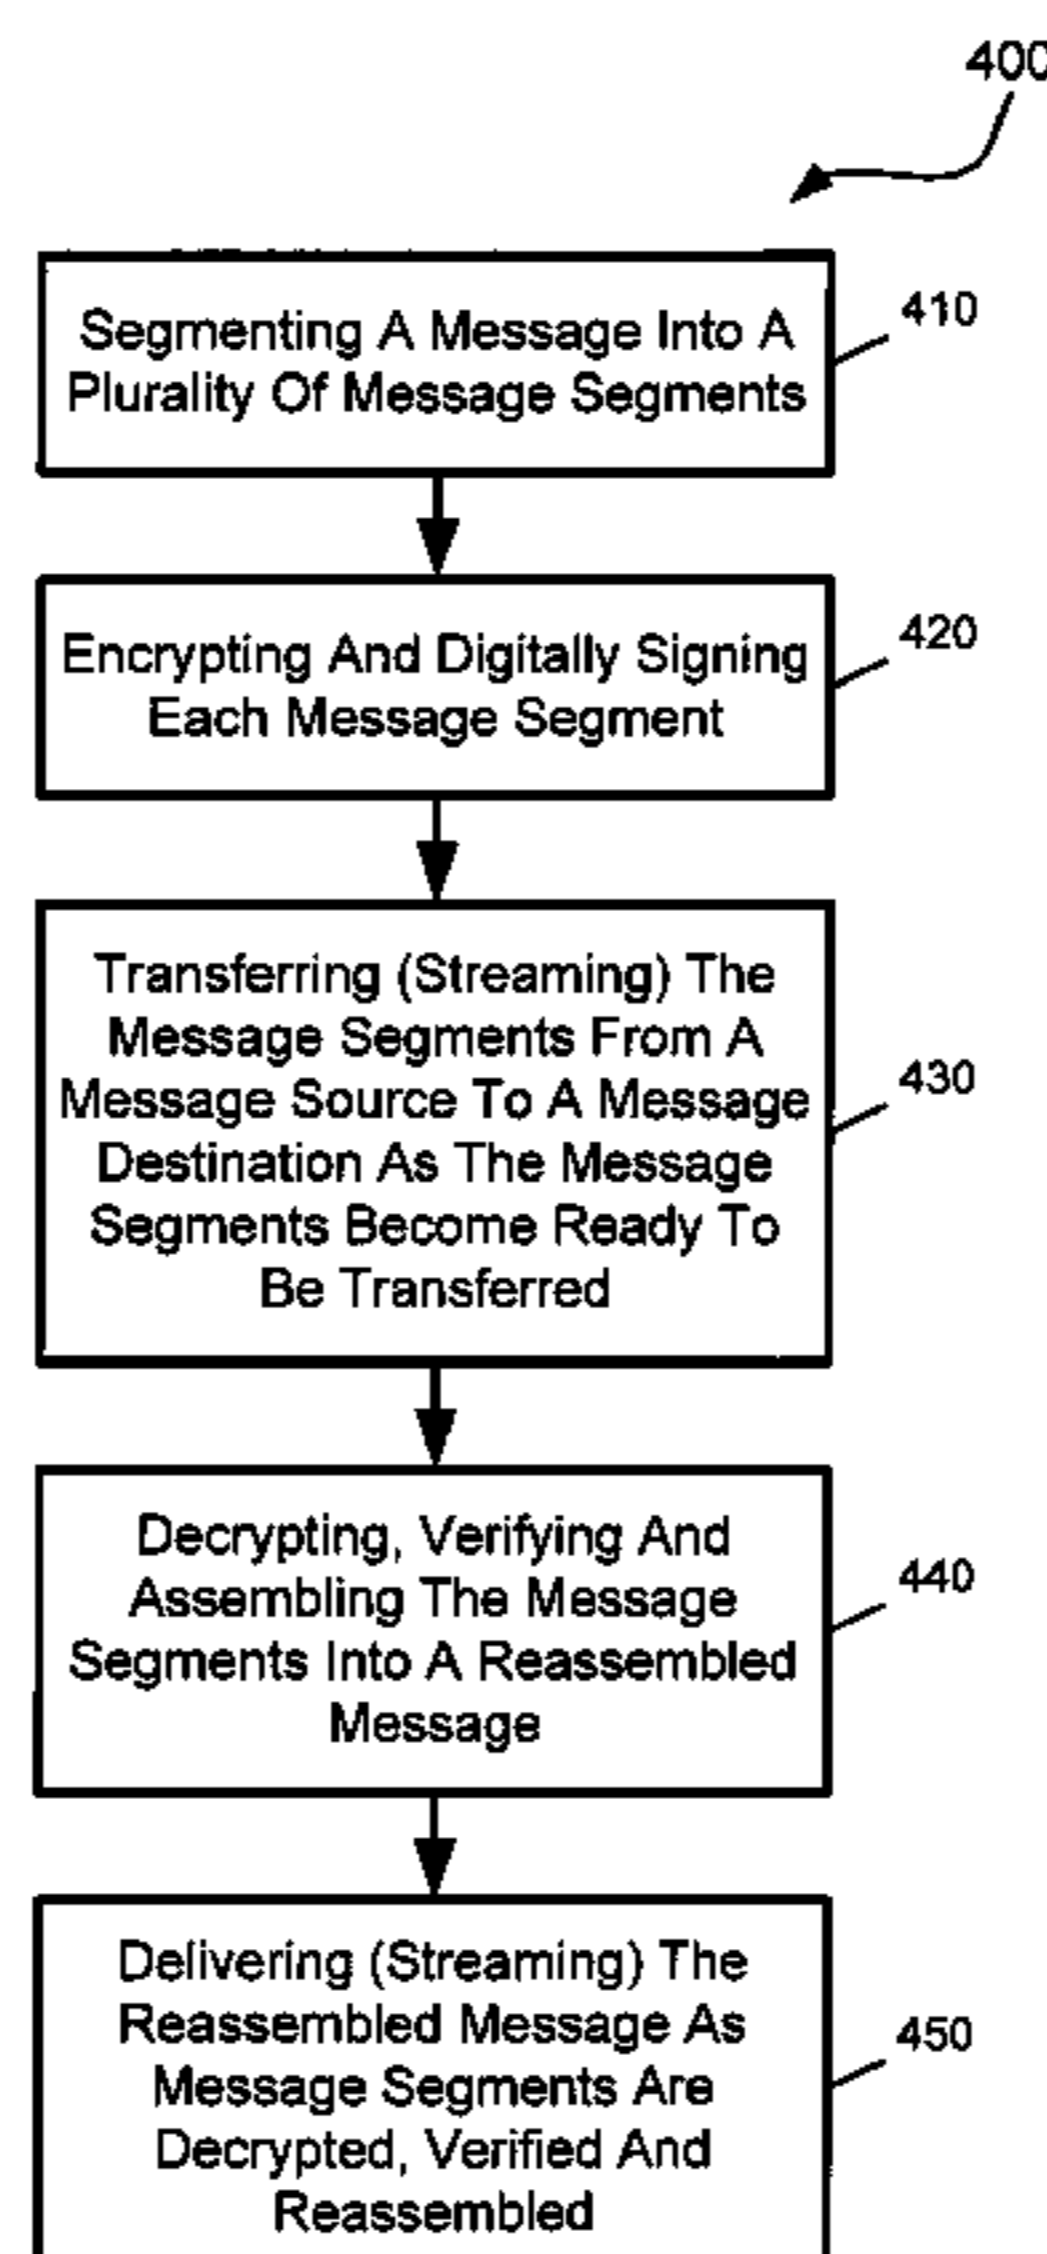 400
Segmenting A Message Into A
Plurality Of Message Segments
410
Encrypting And Digitally Signing
Each Message Segment
420
Transferring (Streaming) The
Message Segments From A
Message Source To A Message
Destination As The Message
Segments Become Ready To
Be Transferred
430
Decrypting, Verifying And
Assembling The Message
Segments Into A Reassembled
Message
440
Delivering (Streaming) The
Reassembled Message As
Message Segments Are
Decrypted, Verified And
Reassembled
450